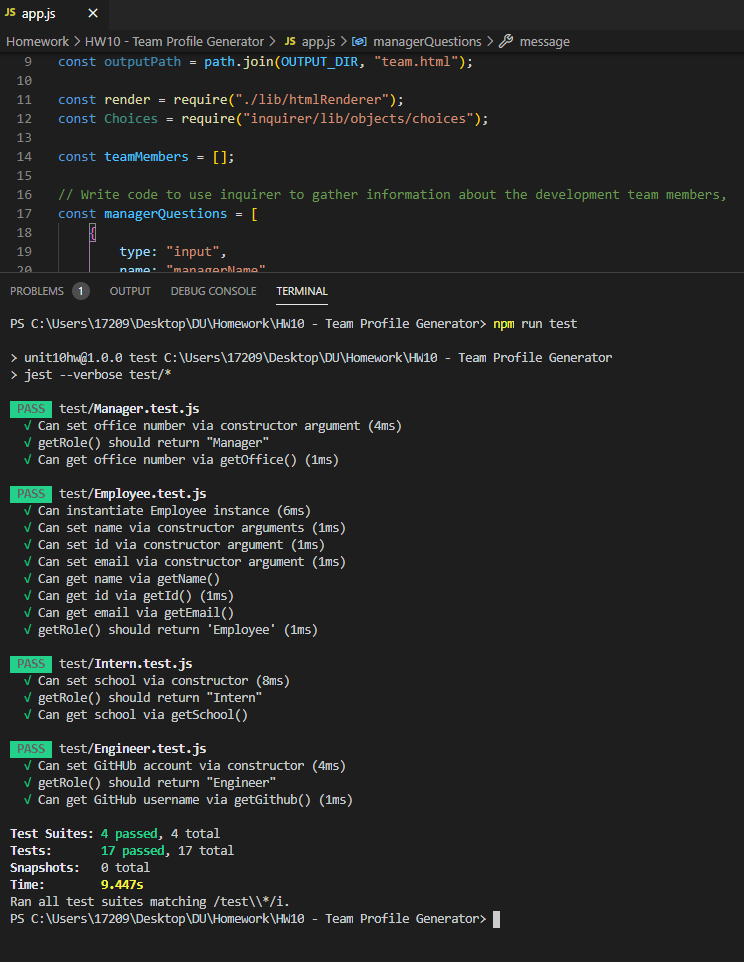 JS app.js ×
Homework > HW10 - Team Profile Generator > JS app.js > managerQuestions > message
9 const outputPath = path.join(OUTPUT_DIR, "team.html");
10
11 const render = require("./lib/htmlRenderer");
12 const Choices = require("inquirer/lib/objects/choices");
13
14 const teamMembers = [];
15
16 // Write code to use inquirer to gather information about the development team members,
17 const managerQuestions = [
18 {
19 type: "input",
20 name: "managerName"
PROBLEMS 1 OUTPUT DEBUG CONSOLE TERMINAL
PS C:\Users\17209\Desktop\DU\Homework\HW10 - Team Profile Generator> npm run test
> unit10hw@1.0.0 test C:\Users\17209\Desktop\DU\Homework\HW10 - Team Profile Generator
> jest --verbose test/*
PASS test/Manager.test.js
√ Can set office number via constructor argument (4ms)
√ getRole() should return "Manager"
√ Can get office number via getOffice() (1ms)
PASS test/Employee.test.js
√ Can instantiate Employee instance (6ms)
√ Can set name via constructor arguments (1ms)
√ Can set id via constructor argument (1ms)
√ Can set email via constructor argument (1ms)
√ Can get name via getName()
√ Can get id via getId() (1ms)
√ Can get email via getEmail()
√ getRole() should return 'Employee' (1ms)
PASS test/Intern.test.js
√ Can set school via constructor (8ms)
√ getRole() should return "Intern"
√ Can get school via getSchool()
PASS test/Engineer.test.js
√ Can set GitHUb account via constructor (4ms)
√ getRole() should return "Engineer"
√ Can get GitHub username via getGithub() (1ms)
Test Suites: 4 passed, 4 total
Tests: 17 passed, 17 total
Snapshots: 0 total
Time: 9.447s
Ran all test suites matching /test\\*/i.
PS C:\Users\17209\Desktop\DU\Homework\HW10 - Team Profile Generator>